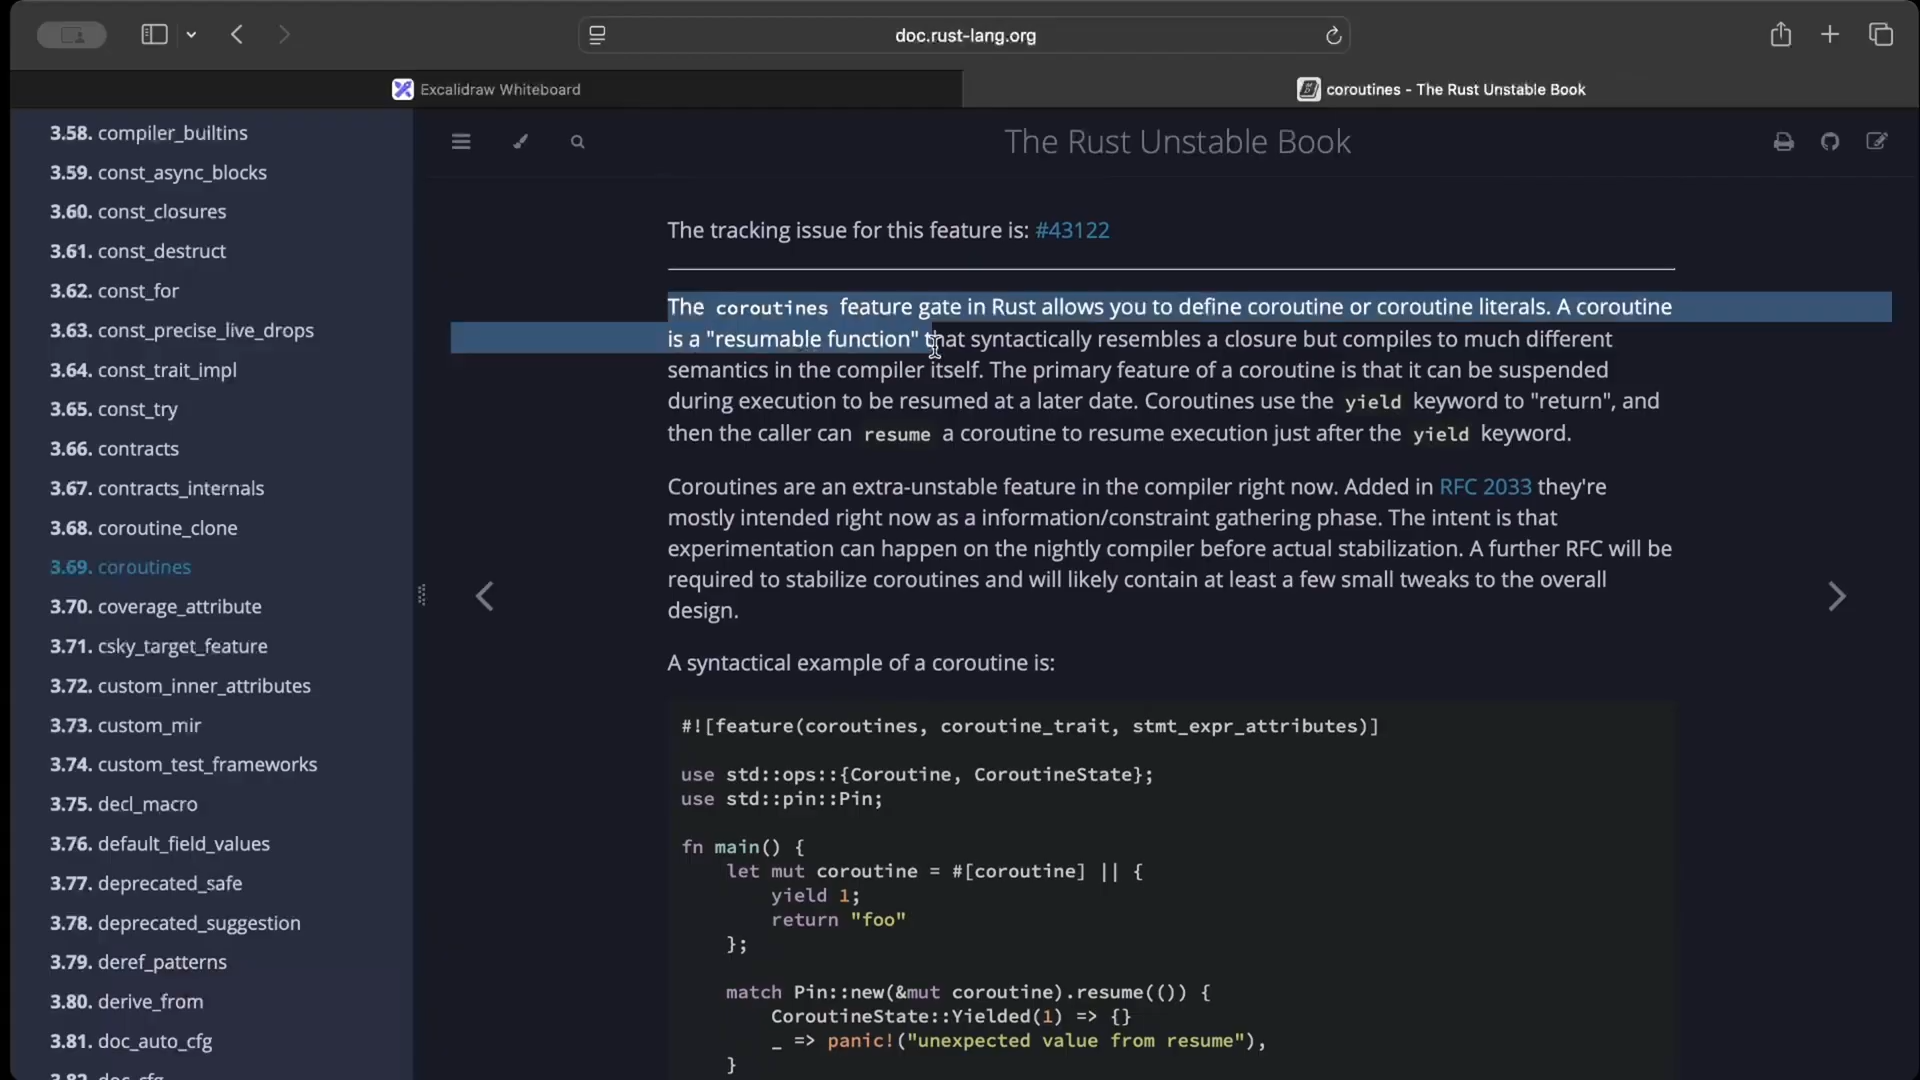 doc.rust-lang.org
Excalidraw Whiteboard
coroutines - The Rust Unstable Book
3.58. compiler_builtins
3.59. const_async_blocks
3.60. const_closures
3.61. const_destruct
3.62. const_for
3.63. const_precise_live_drops
3.64. const_trait_impl
3.65. const_try
3.66. contracts
3.67. contracts_internals
3.68. coroutine_clone
3.69. coroutines
3.70. coverage_attribute
3.71. csky_target_feature
3.72. custom_inner_attributes
3.73. custom_mir
3.74. custom_test_frameworks
3.75. decl_macro
3.76. default_field_values
3.77. deprecated_safe
3.78. deprecated_suggestion
3.79. deref_patterns
3.80. derive_from
3.81. doc_auto_cfg
3.82. doc_cfg
The Rust Unstable Book
The tracking issue for this feature is: #43122
The coroutines feature gate in Rust allows you to define coroutine or coroutine literals. A coroutine
is a "resumable function" that syntactically resembles a closure but compiles to much different
semantics in the compiler itself. The primary feature of a coroutine is that it can be suspended
during execution to be resumed at a later date. Coroutines use the yield keyword to "return", and
then the caller can resume a coroutine to resume execution just after the yield keyword.
Coroutines are an extra-unstable feature in the compiler right now. Added in RFC 2033 they're
mostly intended right now as a information/constraint gathering phase. The intent is that
experimentation can happen on the nightly compiler before actual stabilization. A further RFC will be
required to stabilize coroutines and will likely contain at least a few small tweaks to the overall
design.
A syntactical example of a coroutine is:
#![feature(coroutines, coroutine_trait, stmt_expr_attributes)]
use std::ops::{Coroutine, CoroutineState};
use std::pin::Pin;
fn main() {
let mut coroutine = #[coroutine] || {
yield 1;
return "foo"
};
match Pin::new(&mut coroutine).resume(()) {
CoroutineState::Yielded(1) => {}
_ => panic!("unexpected value from resume"),
}